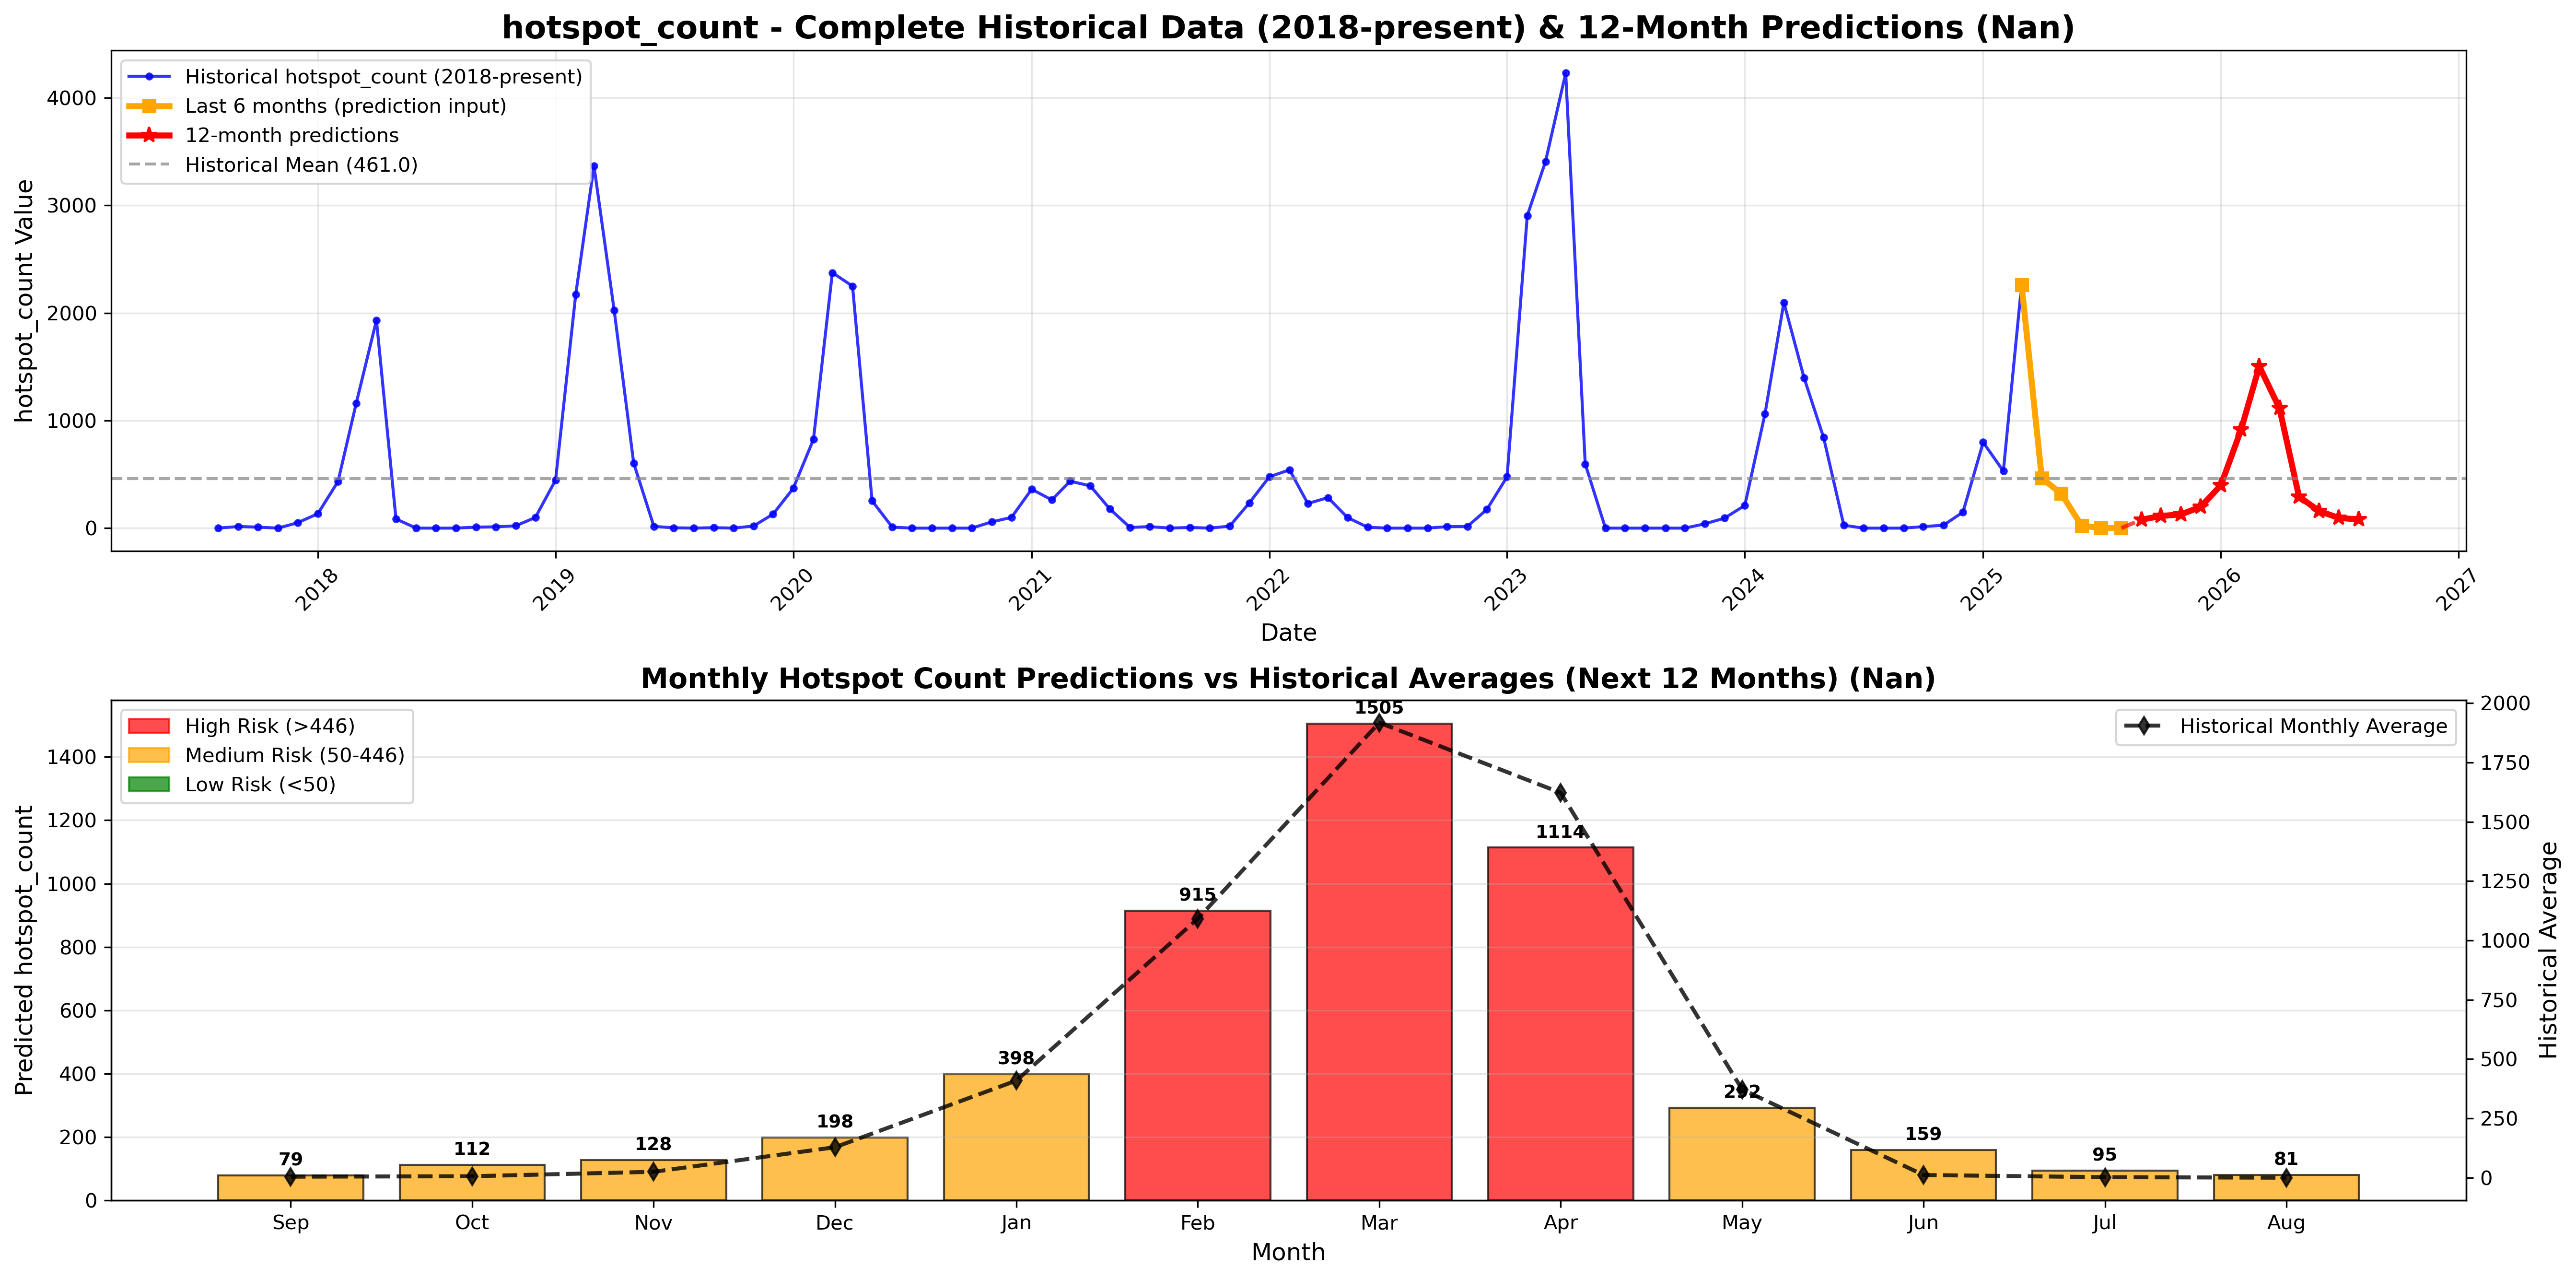 hotspot_count - Complete Historical Data (2018-present) & 12-Month Predictions (Nan)
Historical hotspot_count (2018-present)
Last 6 months (prediction input)
12-month predictions
Historical Mean (461.0)
hotspot_count Value
4000
3000
2000
1000
0
2018
2019
2020
2021
2022
2023
2024
2025
2026
2027
Date
Monthly Hotspot Count Predictions vs Historical Averages (Next 12 Months) (Nan)
High Risk (>446)
Medium Risk (50-446)
Low Risk (<50)
Historical Monthly Average
Predicted hotspot_count
1400
1200
1000
800
600
400
200
0
79
112
128
198
398
915
1505
1114
292
159
95
81
2000
1750
1500
1250
1000
750
500
250
0
Historical Average
Sep
Oct
Nov
Dec
Jan
Feb
Mar
Apr
May
Jun
Jul
Aug
Month